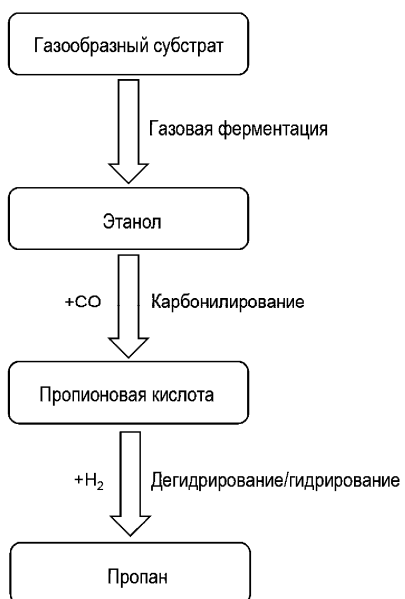 Газообразный субстрат
Газовая ферментация
Этанол
+CO Карбонилирование
Пропионовая кислота
+H₂ Дегидрирование/гидрирование
Пропан